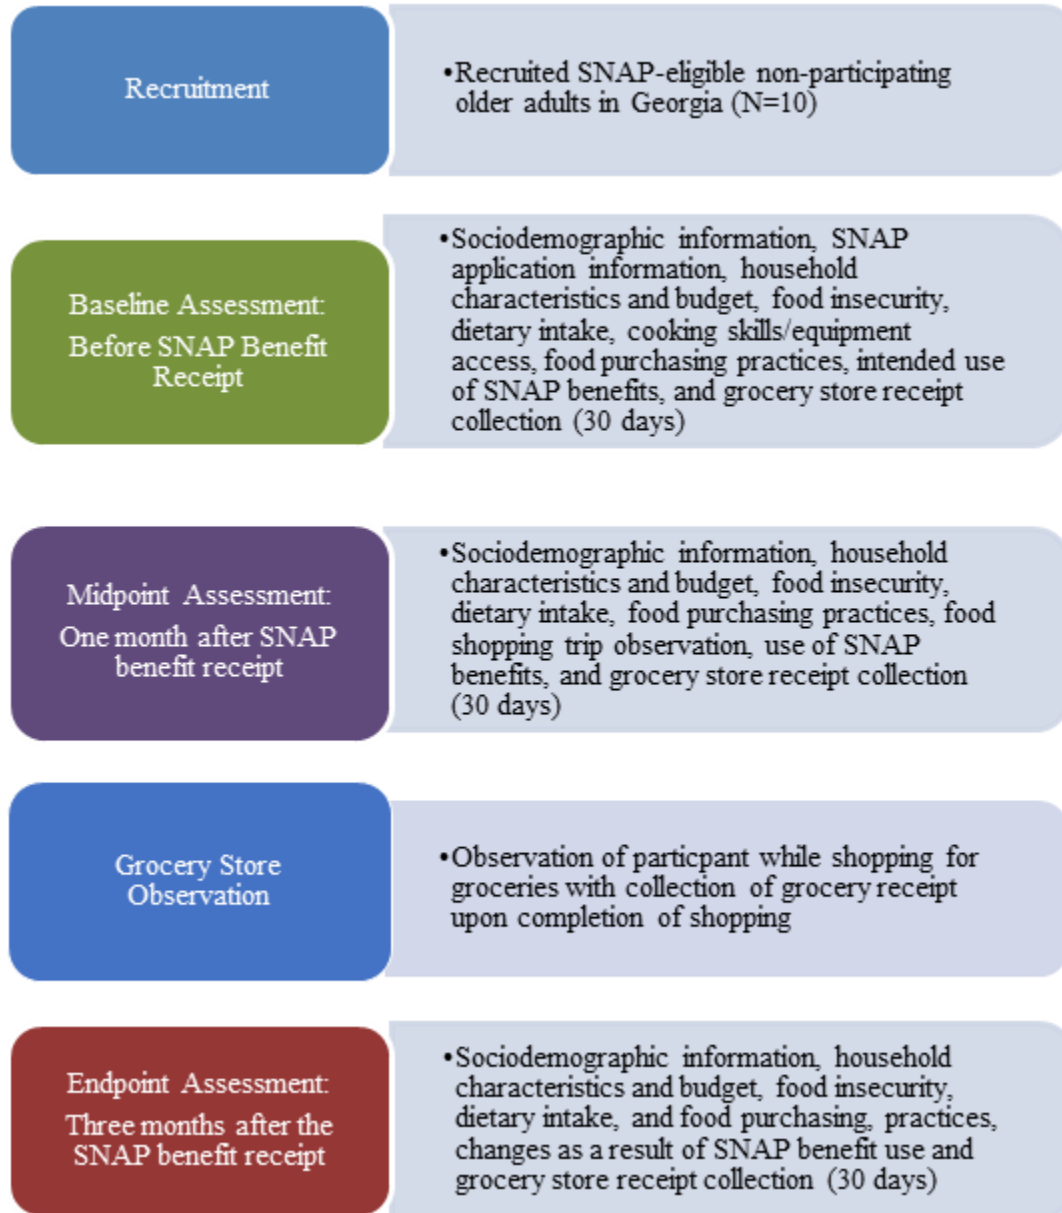 Recruitment
•Recruited SNAP-eligible non-participating
older adults in Georgia (N=10)
Baseline Assessment:
Before SNAP Benefit
Receipt
•Sociodemographic information, SNAP
application information, household
characteristics and budget, food insecurity,
dietary intake, cooking skills/equipment
access, food purchasing practices, intended use
of SNAP benefits, and grocery store receipt
collection (30 days)
Midpoint Assessment:
One month after SNAP
benefit receipt
•Sociodemographic information, household
characteristics and budget, food insecurity,
dietary intake, food purchasing practices, food
shopping trip observation, use of SNAP
benefits, and grocery store receipt collection
(30 days)
Grocery Store
Observation
•Observation of particpant while shopping for
groceries with collection of grocery receipt
upon completion of shopping
Endpoint Assessment:
Three months after the
SNAP benefit receipt
•Sociodemographic information, household
characteristics and budget, food insecurity,
dietary intake, and food purchasing, practices,
changes as a result of SNAP benefit use and
grocery store receipt collection (30 days)